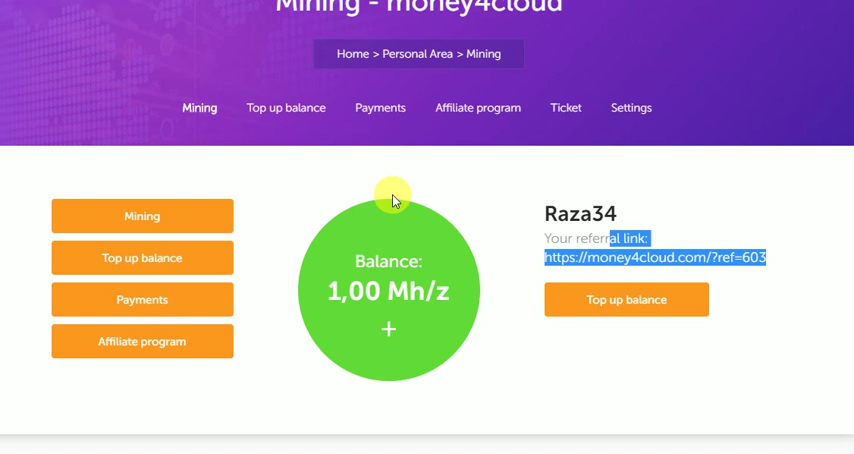 Mining - money4cloud
Home > Personal Area > Mining
Mining Top up balance Payments Affiliate program Ticket Settings
Mining
Top up balance
Payments
Affiliate program
Balance:
1,00 Mh/z
+
Raza34
Your referral link:
https://money4cloud.com/?ref=603
Top up balance